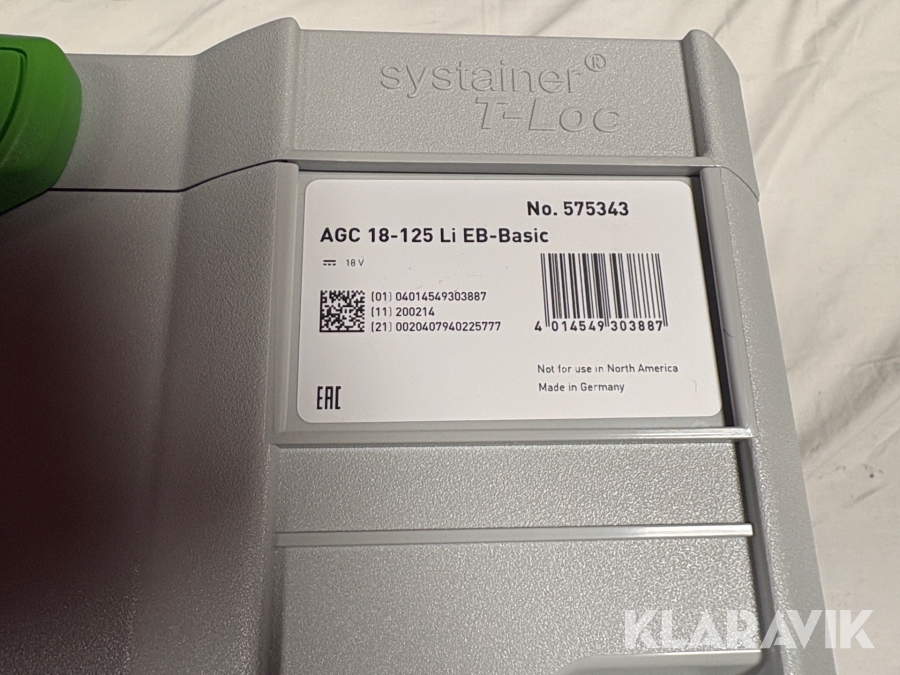 systainer®
T-Loc
No. 575343
AGC 18-125 Li EB-Basic
18 V
(01) 04014549303887
(11) 200214
(21) 0020407940225777
4 014549 303887
Not for use in North America
Made in Germany
EAC
KLARAVIK